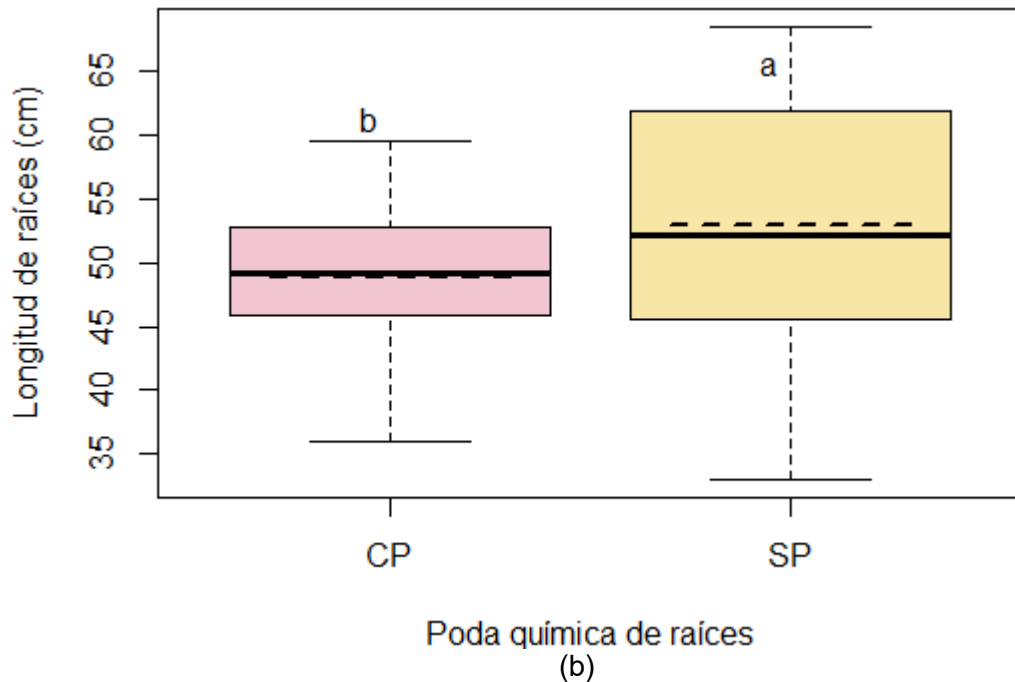 Longitud de raíces (cm)
65
60
55
50
45
40
35
b
a
CP
SP
Poda química de raíces
(b)